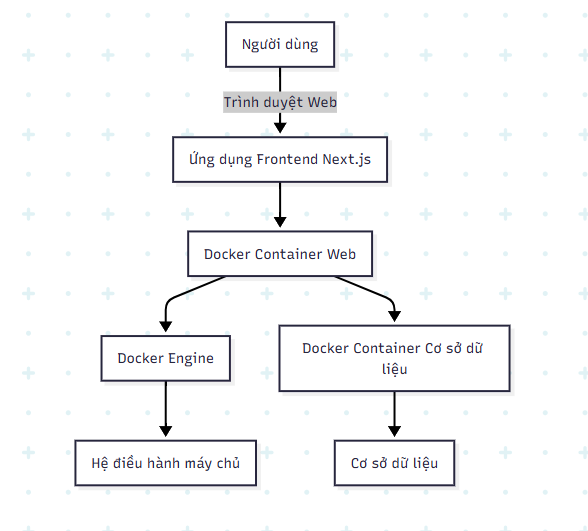 Người dùng
Trình duyệt Web
Ứng dụng Frontend Next.js
Docker Container Web
Docker Engine
Docker Container Cơ sở dữ
liệu
Hệ điều hành máy chủ
Cơ sở dữ liệu